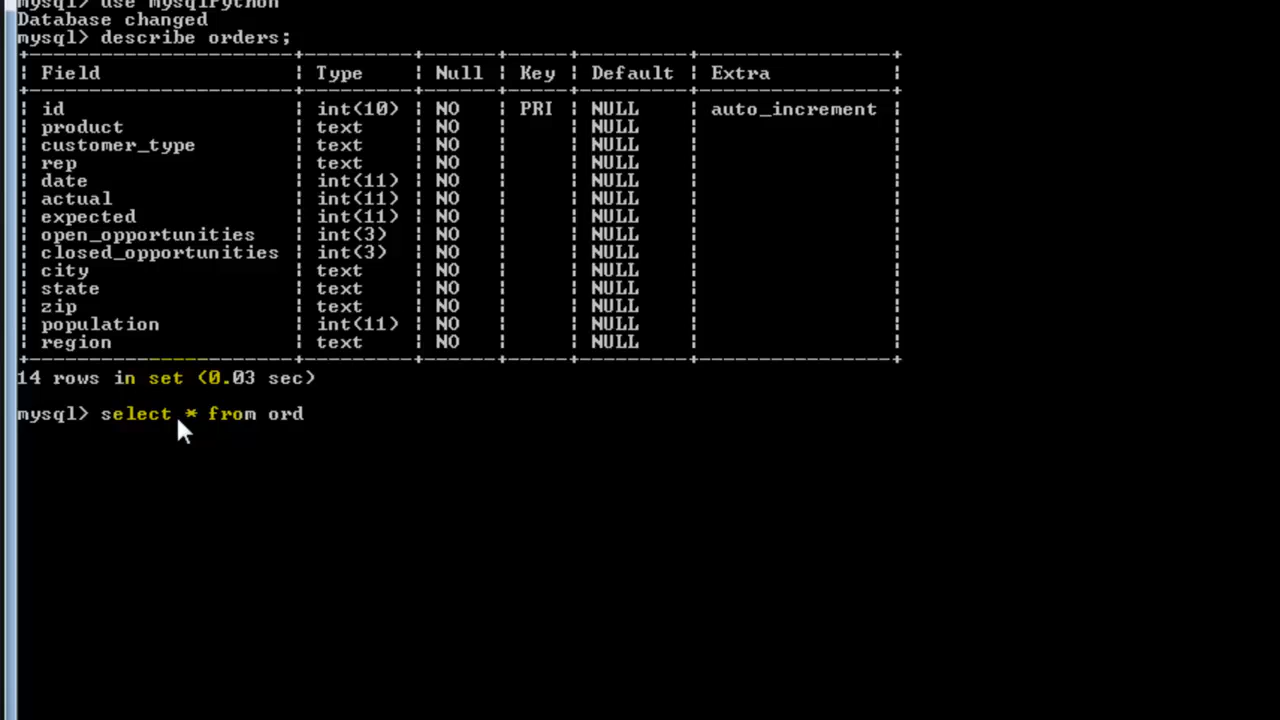 mysql> use mysqlPython
Database changed
mysql> describe orders;
+----------------------+---------+------+-----+---------+----------------+
| Field | Type | Null | Key | Default | Extra |
+----------------------+---------+------+-----+---------+----------------+
| id | int(10) | NO | PRI | NULL | auto_increment |
| product | text | NO | | NULL | |
| customer_type | text | NO | | NULL | |
| rep | text | NO | | NULL | |
| date | int(11) | NO | | NULL | |
| actual | int(11) | NO | | NULL | |
| expected | int(11) | NO | | NULL | |
| open_opportunities | int(3) | NO | | NULL | |
| closed_opportunities | int(3) | NO | | NULL | |
| city | text | NO | | NULL | |
| state | text | NO | | NULL | |
| zip | text | NO | | NULL | |
| population | int(11) | NO | | NULL | |
| region | text | NO | | NULL | |
+----------------------+---------+------+-----+---------+----------------+
14 rows in set (0.03 sec)
mysql> select * from ord